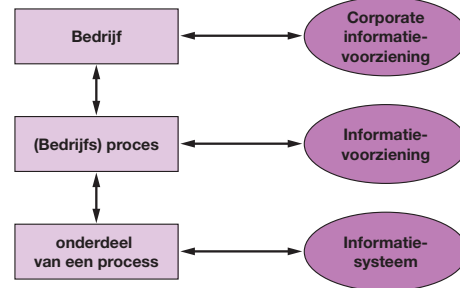 Bedrijf
Corporate
informatie-
voorziening
(Bedrijfs) proces
Informatie-
voorziening
onderdeel
van een process
Informatie-
systeem